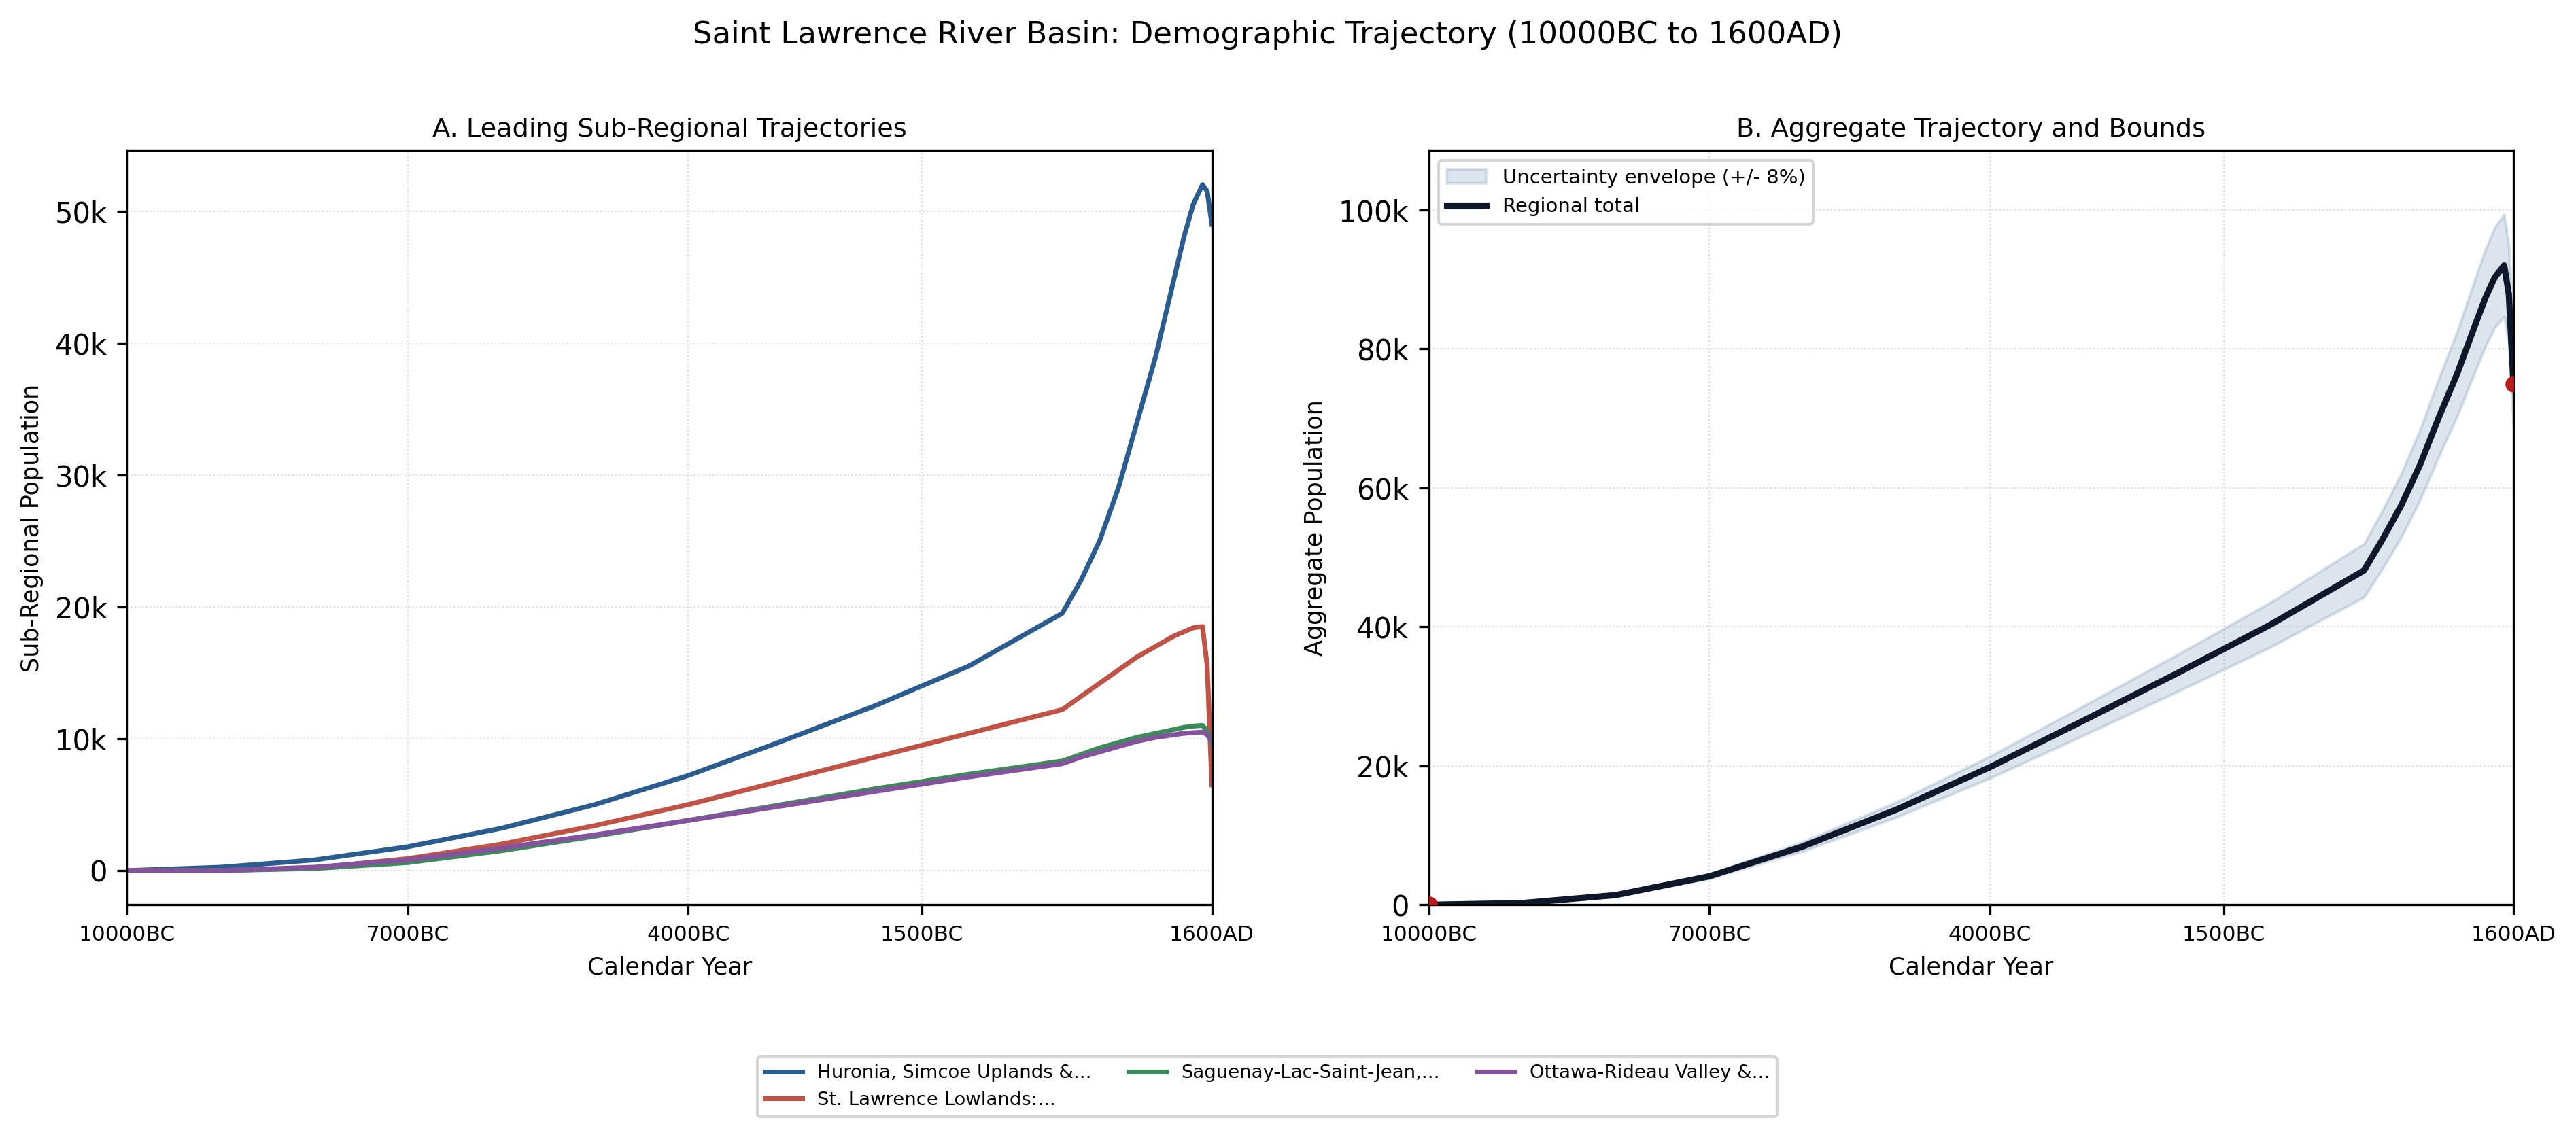 Saint Lawrence River Basin: Demographic Trajectory (10000BC to 1600AD)
A. Leading Sub-Regional Trajectories
Sub-Regional Population
50k
40k
30k
20k
10k
0
10000BC
7000BC
4000BC
1500BC
1600AD
Calendar Year
B. Aggregate Trajectory and Bounds
Uncertainty envelope (+/- 8%)
Regional total
Aggregate Population
100k
80k
60k
40k
20k
0
10000BC
7000BC
4000BC
1500BC
1600AD
Calendar Year
Huronia, Simcoe Uplands &...
St. Lawrence Lowlands:...
Saguenay-Lac-Saint-Jean,...
Ottawa-Rideau Valley &...